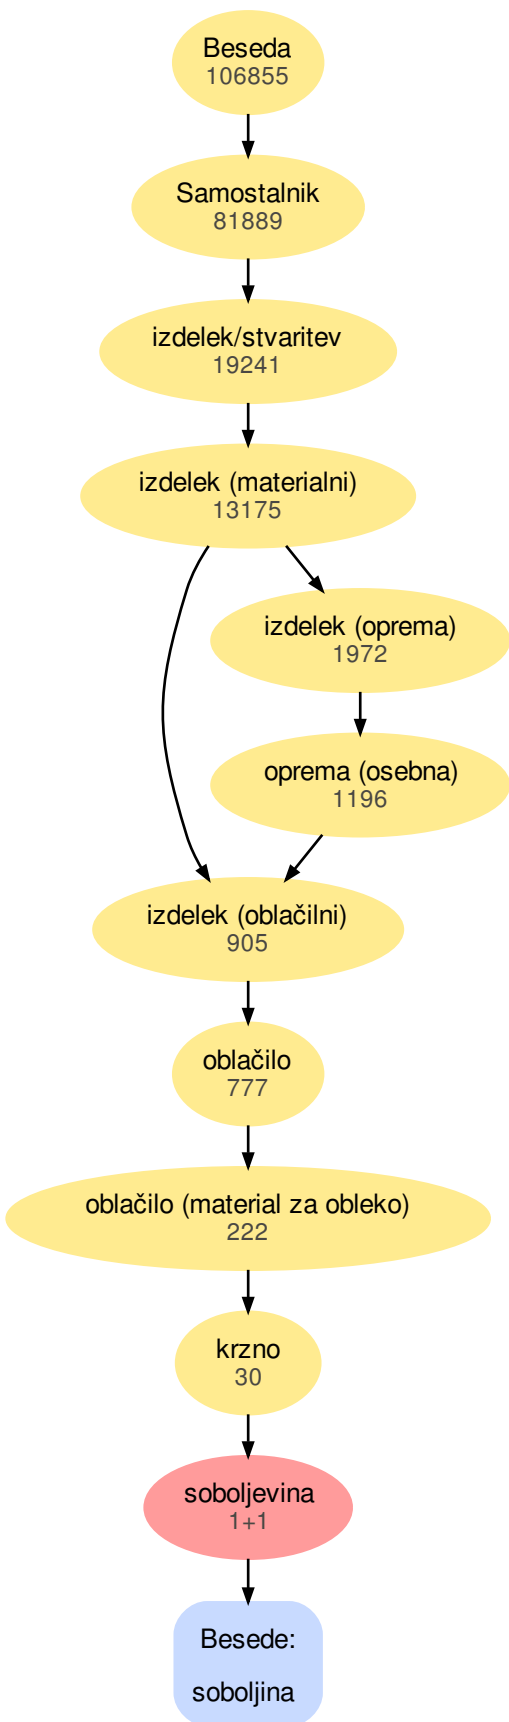 Beseda
106855
Samostalnik
81889
izdelek/stvaritev
19241
izdelek (materialni)
13175
izdelek (oprema)
1972
oprema (osebna)
1196
izdelek (oblačilni)
905
oblačilo
777
oblačilo (material za obleko)
222
krzno
30
soboljevina
1+1
Besede:
soboljina